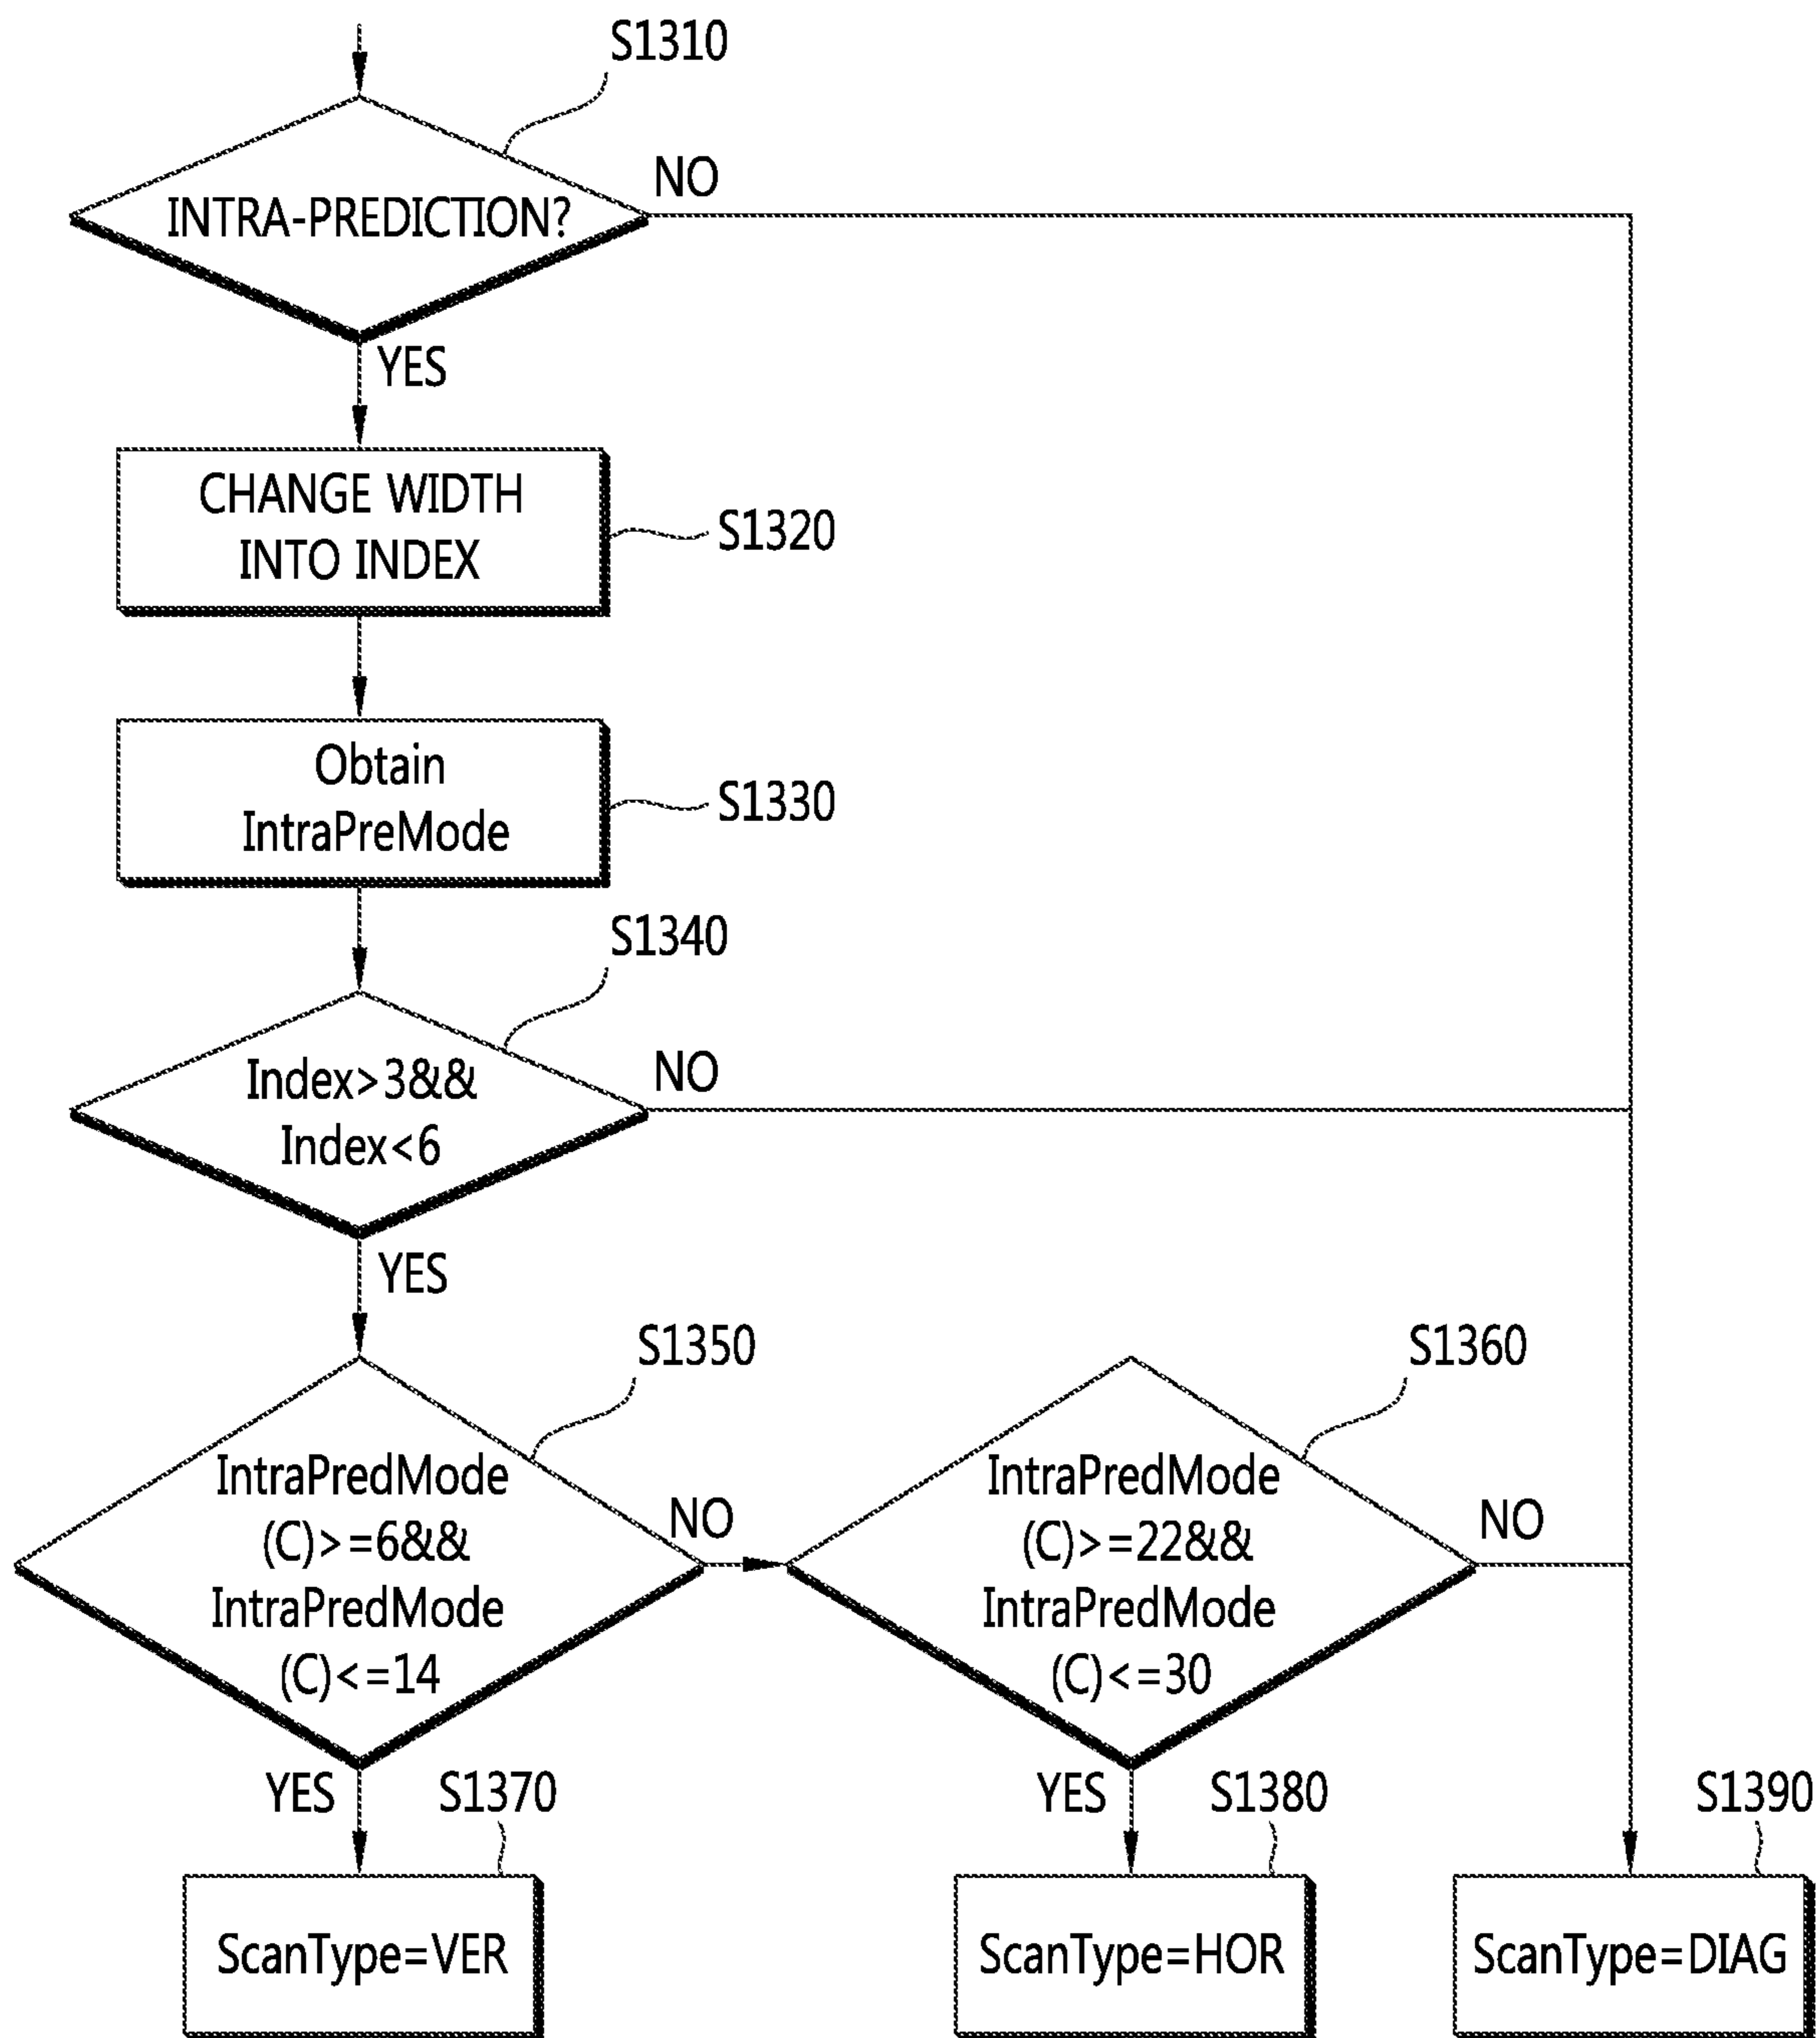 S1310
NO
INTRA-PREDICTION?
YES
CHANGE WIDTH
INTO INDEX
S1320
Obtain
IntraPreMode
S1330
S1340
NO
Index>3&&
Index<6
YES
S1350
S1360
IntraPredMode
(C)>=6&&
IntraPredMode
(C)<=14
NO
IntraPredMode
(C)>=22&&
IntraPredMode
(C)<=30
NO
YES
S1370
YES
S1380
S1390
ScanType=VER
ScanType=HOR
ScanType=DIAG